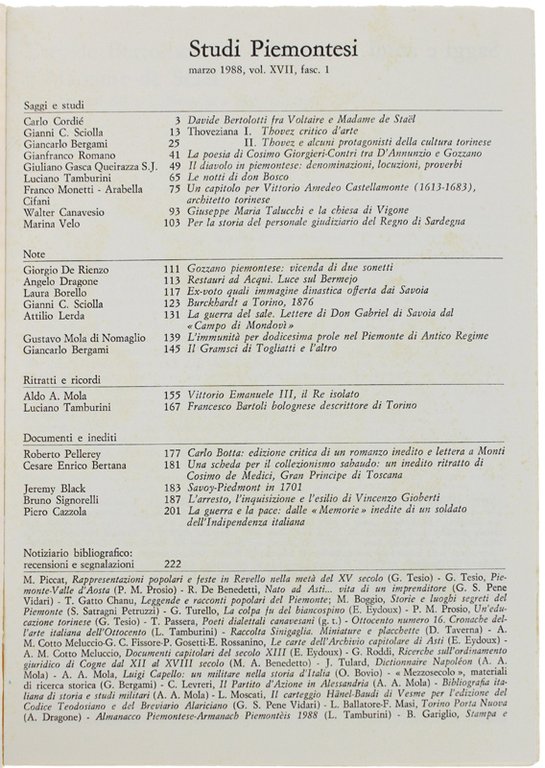 Studi Piemontesi
marzo 1988, vol. XVII, fasc. 1
Saggi e studi
Carlo Cordié 3 Davide Bertolotti fra Voltaire e Madame de Staël
Gianni C. Sciolla 13 Thoveziana I. Thovez critico d'arte
Giancarlo Bergami 25 II. Thovez e alcuni protagonisti della cultura torinese
Gianfranco Romano 41 La poesia di Cosimo Giorgieri-Contri tra D'Annunzio e Gozzano
Giuliano Gasca Queirazza S.J. 49 Il diavolo in piemontese: denominazioni, locuzioni, proverbi
Luciano Tamburini 65 Le notti di don Bosco
Franco Monetti - Arabella 75 Un capitolo per Vittorio Amedeo Castellamonte (1613-1683),
Cifani architetto torinese
Walter Canavesio 93 Giuseppe Maria Talucchi e la chiesa di Vigone
Marina Velo 103 Per la storia del personale giudiziario del Regno di Sardegna
Note
Giorgio De Rienzo 111 Gozzano piemontese: vicenda di due sonetti
Angelo Dragone 113 Restauri ad Acqui. Luce sul Bermejo
Laura Borello 117 Ex-voto quali immagine dinastica offerta dai Savoia
Gianni C. Sciolla 123 Burckhardt a Torino, 1876
Attilio Lerda 131 La guerra del sale. Lettere di Don Gabriel di Savoia dal
«Campo di Mondovì»
Gustavo Mola di Nomaglio 139 L'immunità per dodicesima prole nel Piemonte di Antico Regime
Giancarlo Bergami 145 Il Gramsci di Togliatti e l'altro
Ritratti e ricordi
Aldo A. Mola 155 Vittorio Emanuele III, il Re isolato
Luciano Tamburini 167 Francesco Bartoli bolognese descrittore di Torino
Documenti e inediti
Roberto Pellerey 177 Carlo Botta: edizione critica di un romanzo inedito e lettera a Monti
Cesare Enrico Bertana 181 Una scheda per il collezionismo sabaudo: un inedito ritratto di
Cosimo de Medici, Gran Principe di Toscana
Jeremy Black 183 Savoy-Piedmont in 1701
Bruno Signorelli 187 L'arresto, l'inquisizione e l'esilio di Vincenzo Gioberti
Piero Cazzola 201 La guerra e la pace: dalle «Memorie» inedite di un soldato
dell'Indipendenza italiana
Notiziario bibliografico:
recensioni e segnalazioni 222
M. Piccat, Rappresentazioni popolari e feste in Revello nella metà del XV secolo (G. Tesio) - G. Tesio, Pie-
monte-Valle d'Aosta (P. M. Prosio) - R. De Benedetti, Nato ad Asti... vita di un imprenditore (G. S. Pene
Vidari) - T. Gatto Chanu, Leggende e racconti popolari del Piemonte; M. Boggio, Storie e luoghi segreti del
Piemonte (S. Satragni Petruzzi) - G. Turello, La colpa fu del biancospino (E. Eydoux) - P. M. Prosio, Un'edu-
cazione torinese (G. Tesio) - T. Passera, Poeti dialettali canavesani (g. t.) - Ottocento numero 16. Cronache del-
l'arte italiana dell'Ottocento (L. Tamburini) - Raccolta Sinigaglia. Miniature e placchette (D. Taverna) - A.
M. Cotto Meluccio-G. C. Fissore-P. Gosetti-E. Rossanino, Le carte dell'Archivio capitolare di Asti (E. Eydoux) -
A. M. Cotto Meluccio, Documenti capitolari del secolo XIII (E. Eydoux) - G. Roddi, Ricerche sull'ordinamento
giuridico di Cogne dal XII al XVIII secolo (M. A. Benedetto) - J. Tulard, Dictionnaire Napoléon (A. A.
Mola) - A. A. Mola, Luigi Capello: un militare nella storia d'Italia (O. Bovio) - «Mezzosecolo», materiali
di ricerca storica (G. Bergami) - C. Levreri, Il Partito d'Azione in Alessandria (A. A. Mola) - Bibliografia ita-
liana di storia e studi militari (A. A. Mola) - L. Moscati, Il carteggio Hänel-Baudi di Vesme per l'edizione del
Codice Teodosiano e del Breviario Alariciano (G. S. Pene Vidari) - L. Ballatore-F. Masi, Torino Porta Nuova
(A. Dragone) - Almanacco Piemontese-Armanach Piemontèis 1988 (L. Tamburini) - B. Gariglio, Stampa e